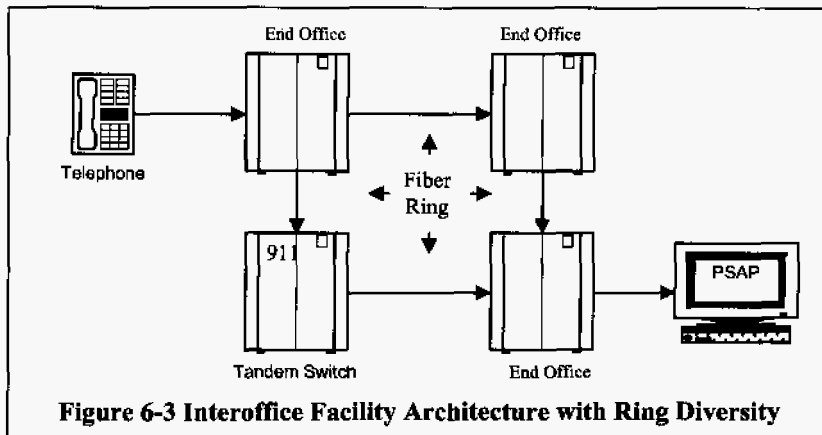 End Office
End Office
Telephone
Fiber
Ring
911
PSAP
Tandem Switch
End Office
Figure 6-3 Interoffice Facility Architecture with Ring Diversity